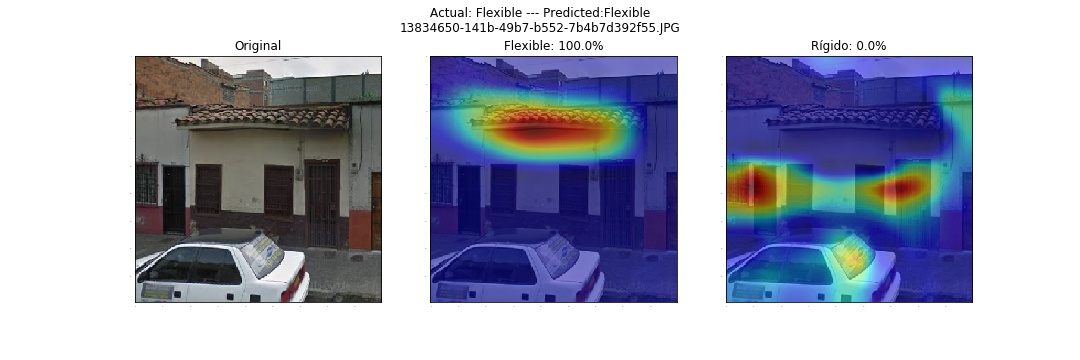 Actual: Flexible --- Predicted:Flexible
13834650-141b-49b7-b552-7b4b7d392f55.JPG
Original
Flexible: 100.0%
Rígido: 0.0%